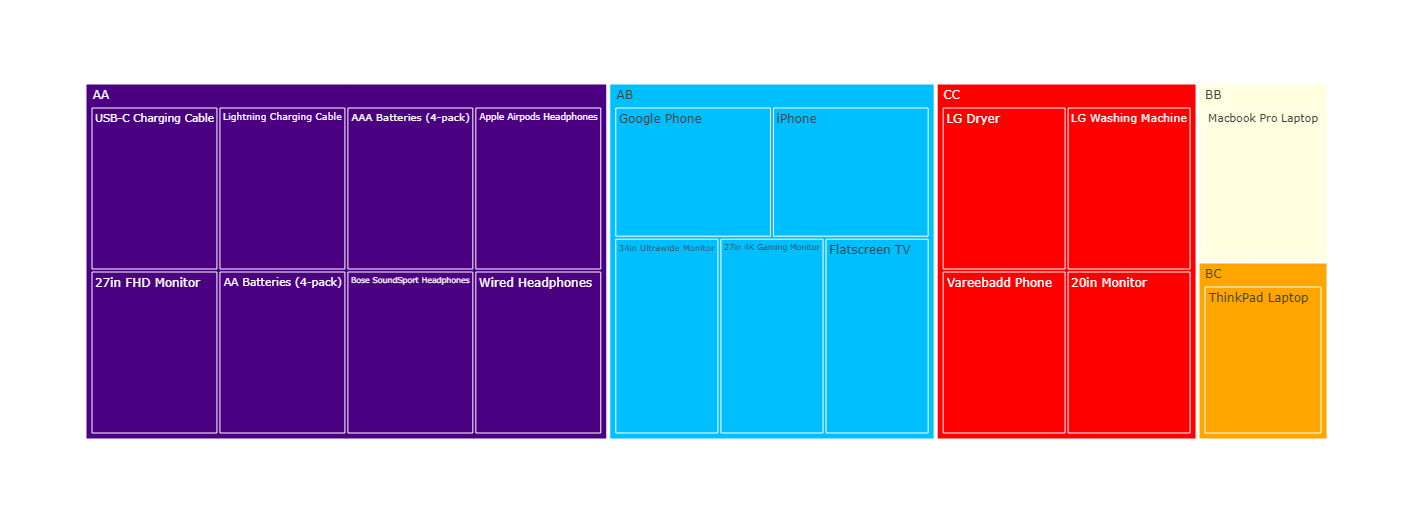 AA
USB-C Charging Cable
Lightning Charging Cable
AAA Batteries (4-pack)
Apple Airpods Headphones
27in FHD Monitor
AA Batteries (4-pack)
Bose SoundSport Headphones
Wired Headphones
AB
Google Phone
iPhone
34in Ultrawide Monitor
27in 4K Gaming Monitor
Flatscreen TV
CC
LG Dryer
LG Washing Machine
Vareebadd Phone
20in Monitor
BB
Macbook Pro Laptop
BC
ThinkPad Laptop